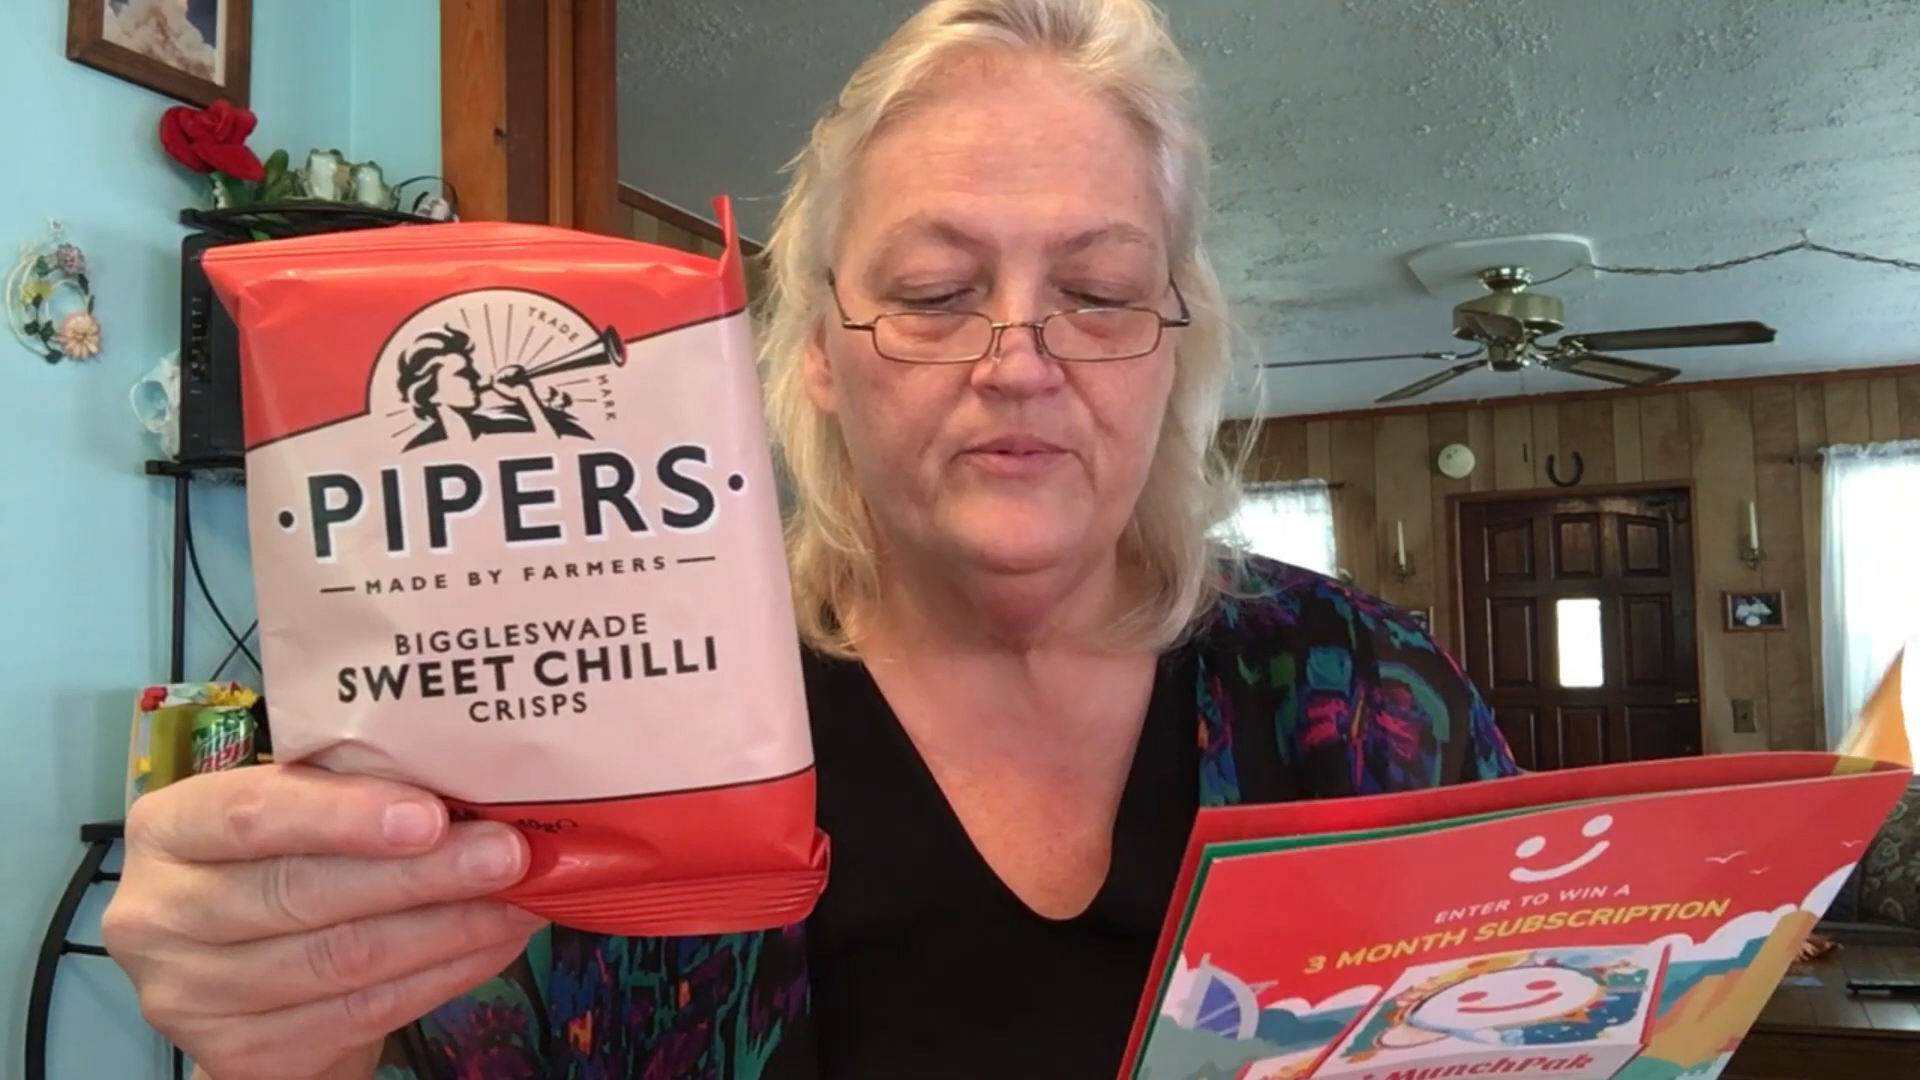 TRADE
MARK
·PIPERS·
MADE BY FARMERS
BIGGLESWADE
SWEET CHILLI
CRISPS
ENTER TO WIN A
3 MONTH SUBSCRIPTION
MunchPak